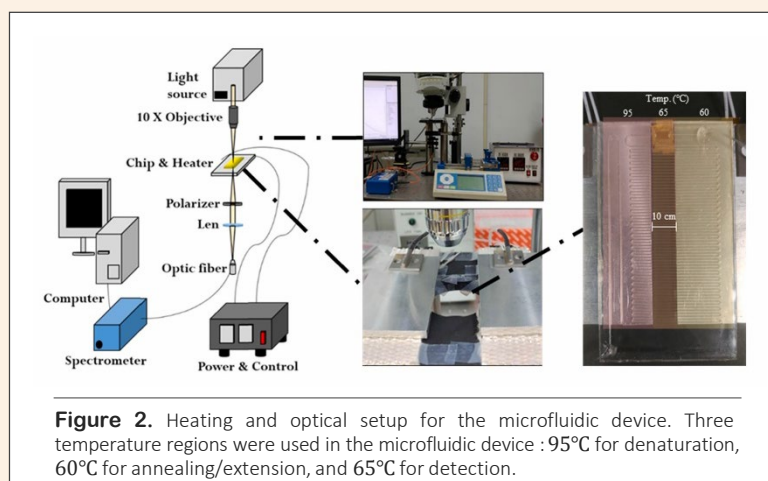 Light
source
10 X Objective
Chip & Heater
Polarizer
Len
Optic fiber
Computer
Spectrometer
Power & Control
Temp. (℃)
95 65 60
10 cm
Figure 2. Heating and optical setup for the microfluidic device. Three
temperature regions were used in the microfluidic device : 95℃ for denaturation,
60℃ for annealing/extension, and 65℃ for detection.